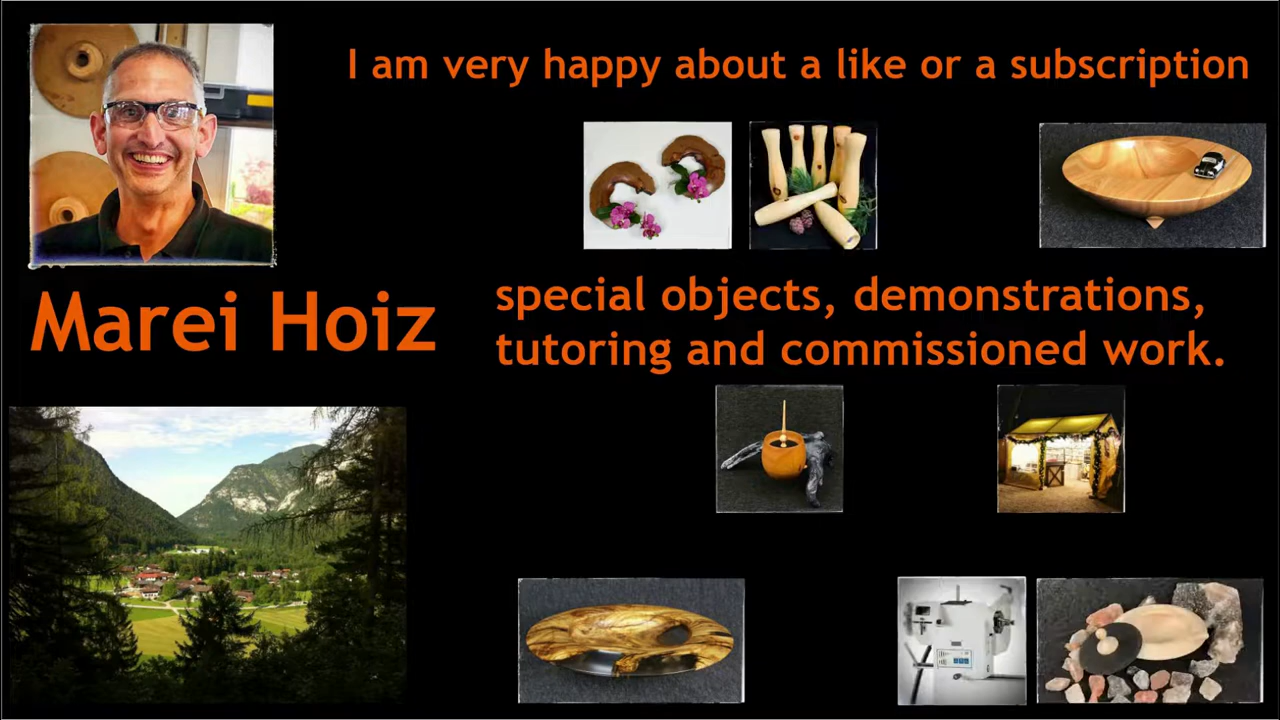 I am very happy about a like or a subscription
Marei Hoiz
special objects, demonstrations,
tutoring and commissioned work.